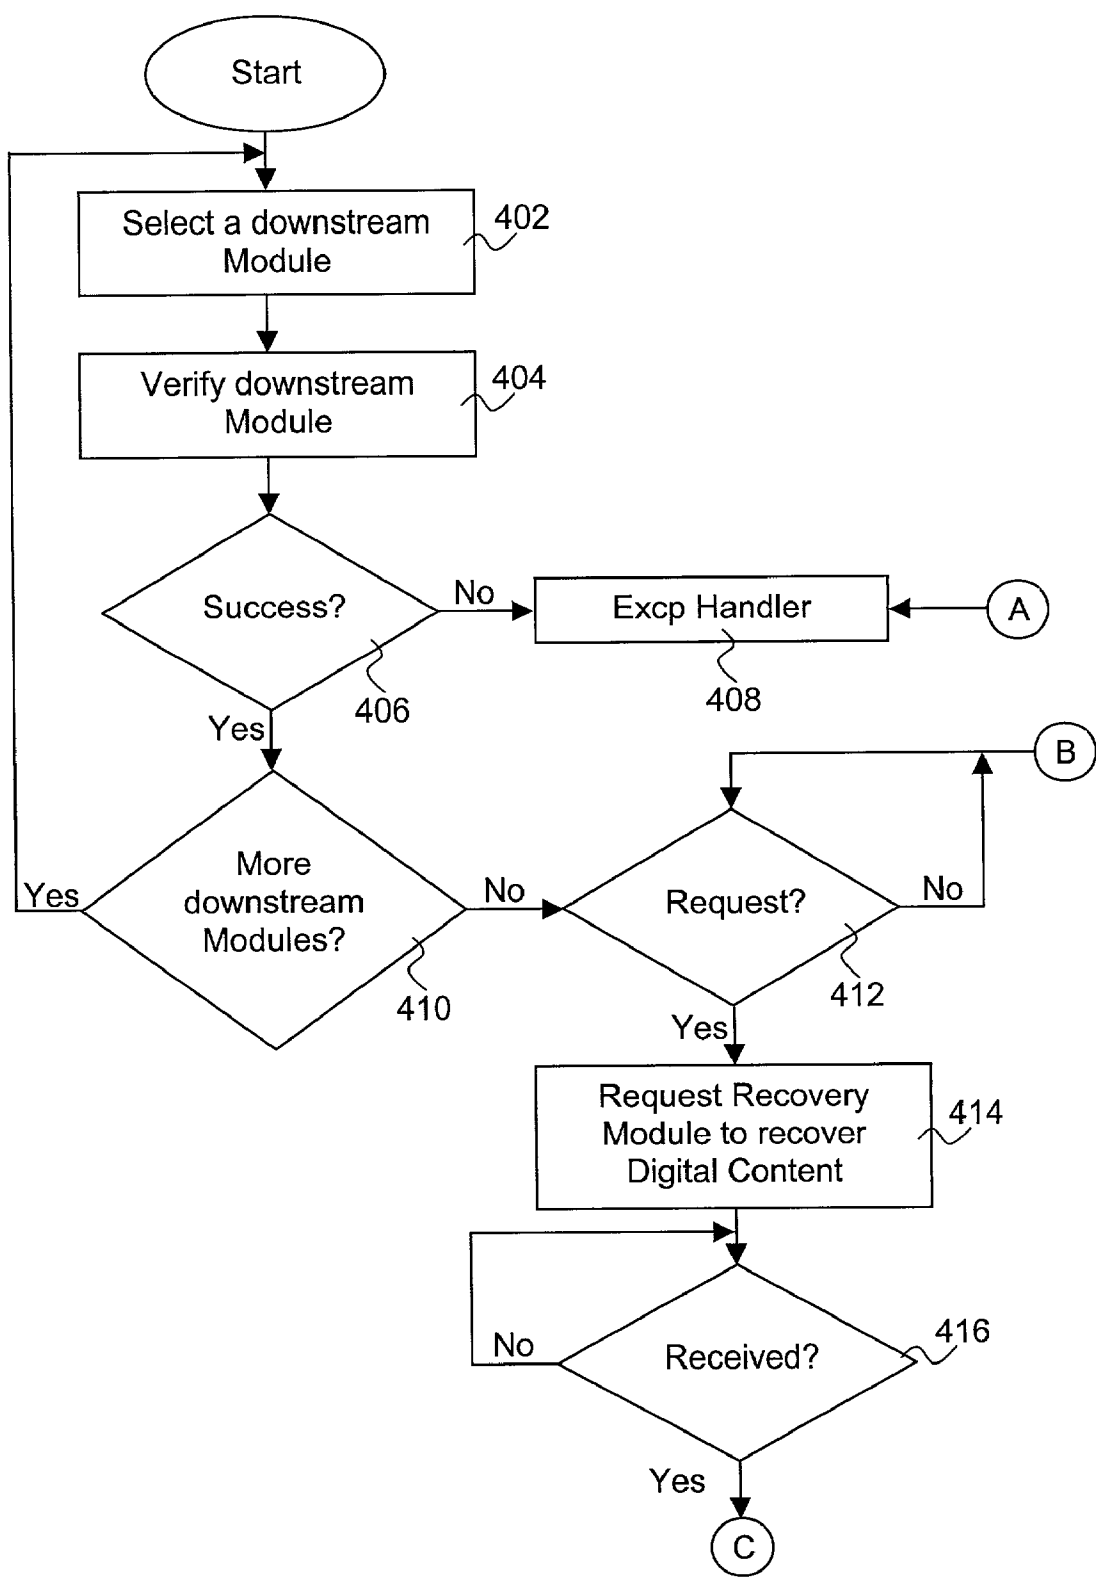 Start
Select a downstream
Module
402
Verify downstream
Module
404
Success?
No
Excp Handler
A
406
408
Yes
B
More
downstream
Modules?
Yes
No
Request?
No
410
412
Yes
Request Recovery
Module to recover
Digital Content
414
No
Received?
416
Yes
C